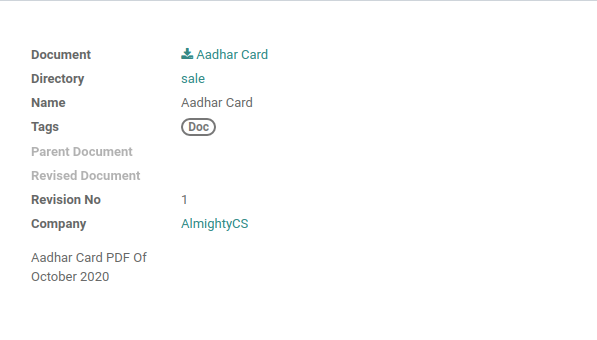 Document Aadhar Card
Directory sale
Name Aadhar Card
Tags Doc
Parent Document
Revised Document
Revision No 1
Company AlmightyCS
Aadhar Card PDF Of
October 2020